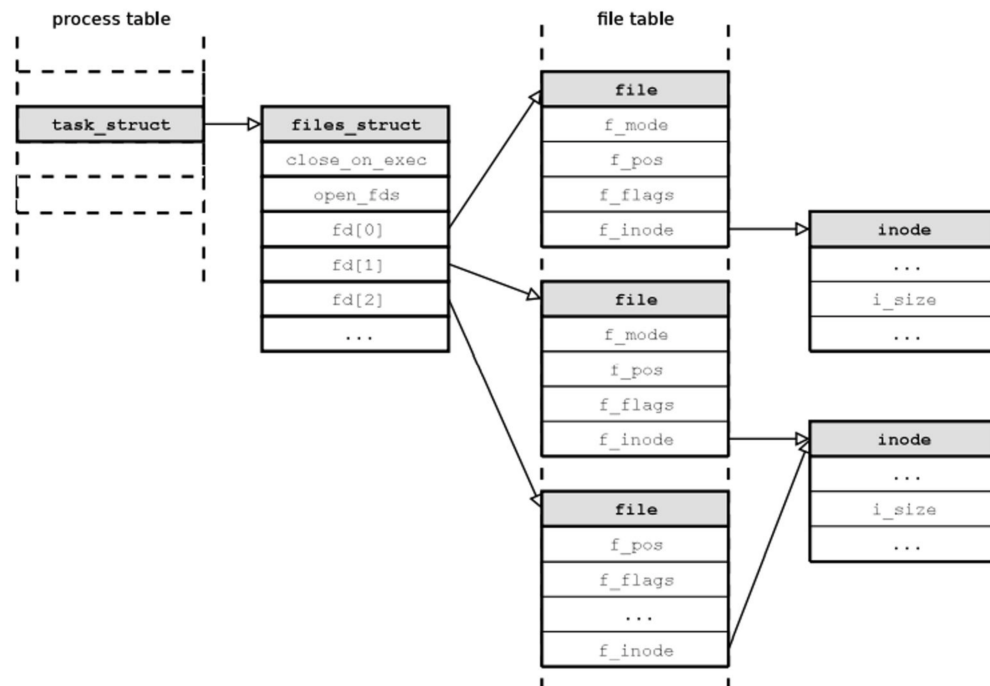 process table
task_struct
files_struct
close_on_exec
open_fds
fd[0]
fd[1]
fd[2]
...
file table
file
f_mode
f_pos
f_flags
f_inode
file
f_mode
f_pos
f_flags
f_inode
file
f_pos
f_flags
...
f_inode
inode
...
i_size
...
inode
...
i_size
...